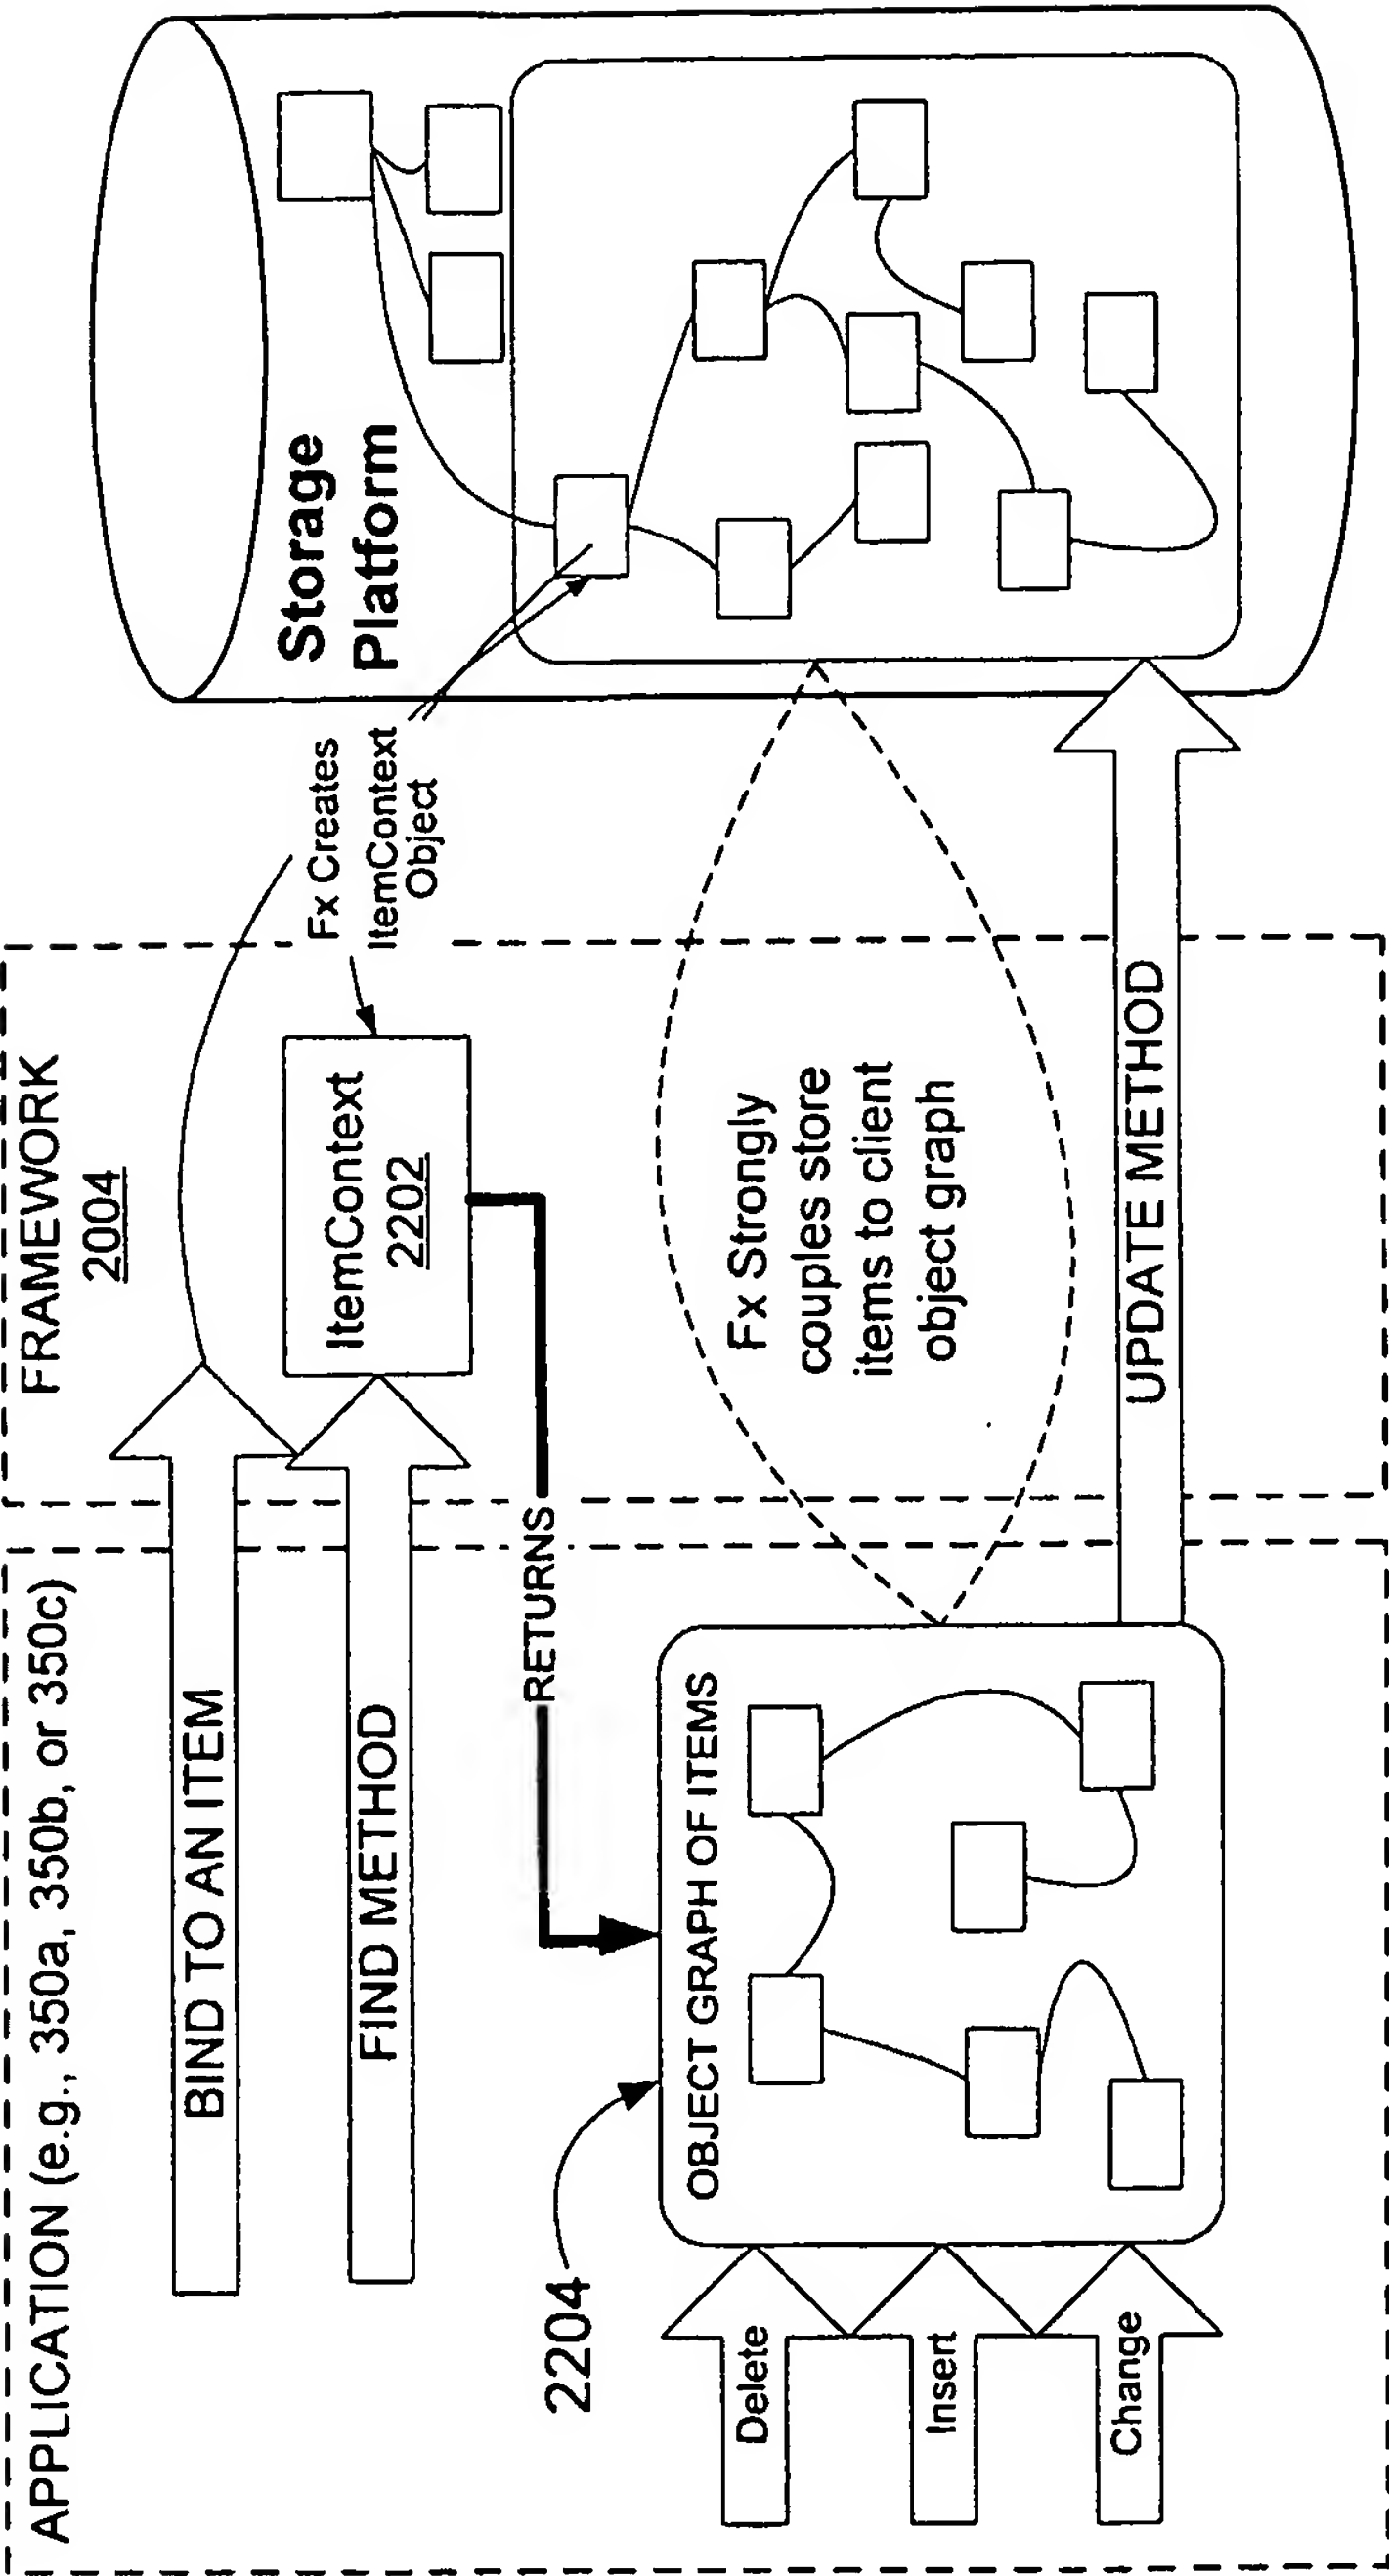 APPLICATION (e.g., 350a, 350b, or 350c)
FRAMEWORK
2004
BIND TO AN ITEM
FIND METHOD
ItemContext
2202
Fx Creates
ItemContext
Object
Storage
Platform
RETURNS
2204
OBJECT GRAPH OF ITEMS
Delete
Insert
Change
Fx Strongly
couples store
items to client
object graph
UPDATE METHOD